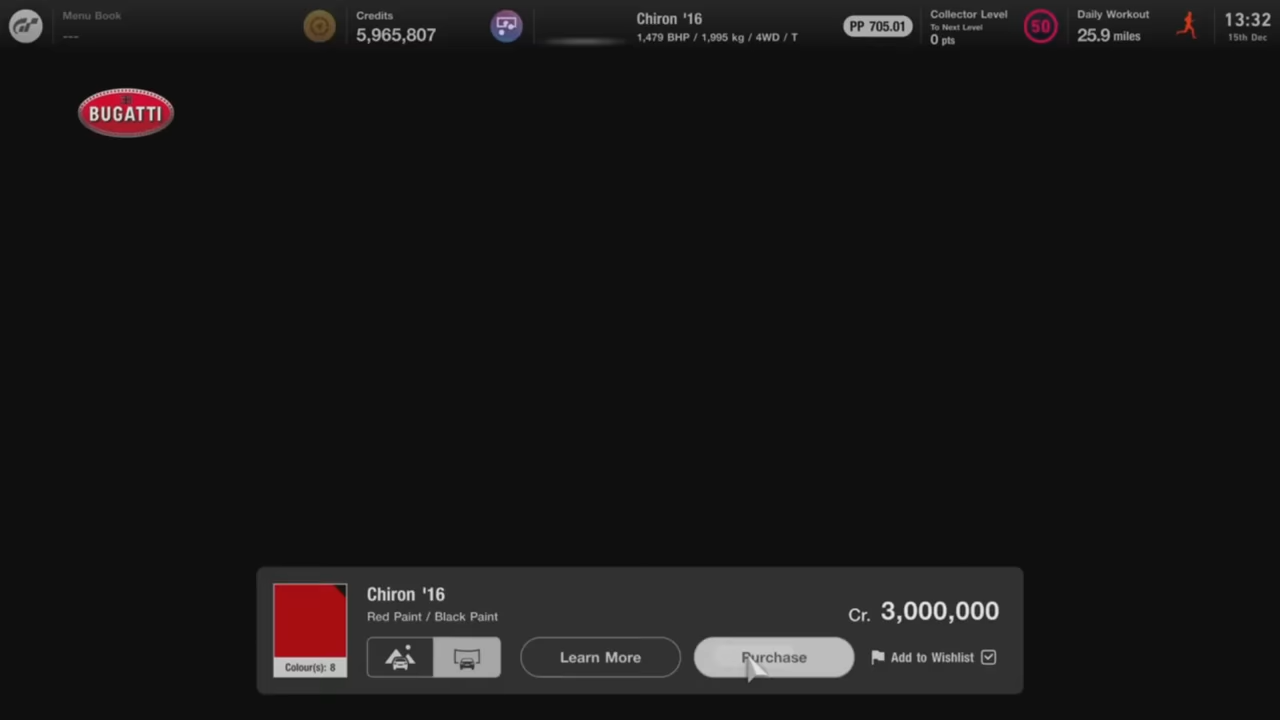 Menu Book
---
Credits
5,965,807
Chiron '16
1,479 BHP / 1,995 kg / 4WD / T
PP 705.01
Collector Level
To Next Level
0 pts
50
Daily Workout
25.9 miles
13:32
15th Dec
BUGATTI
Chiron '16
Red Paint / Black Paint
Cr. 3,000,000
Colour(s): 8
Learn More
Purchase
Add to Wishlist